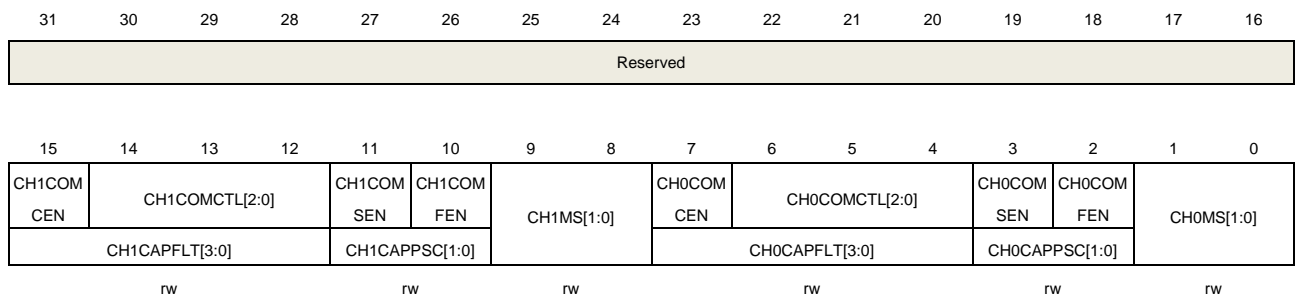 31 30 29 28 27 26 25 24 23 22 21 20 19 18 17 16
Reserved
15 14 13 12 11 10 9 8 7 6 5 4 3 2 1 0
CH1COM CEN CH1COMCTL[2:0] CH1COM SEN CH1COM FEN CH1MS[1:0] CH0COM CEN CH0COMCTL[2:0] CH0COM SEN CH0COM FEN CH0MS[1:0]
CH1CAPFLT[3:0] CH1CAPPSC[1:0] CH0CAPFLT[3:0] CH0CAPPSC[1:0]
rw rw rw rw rw rw